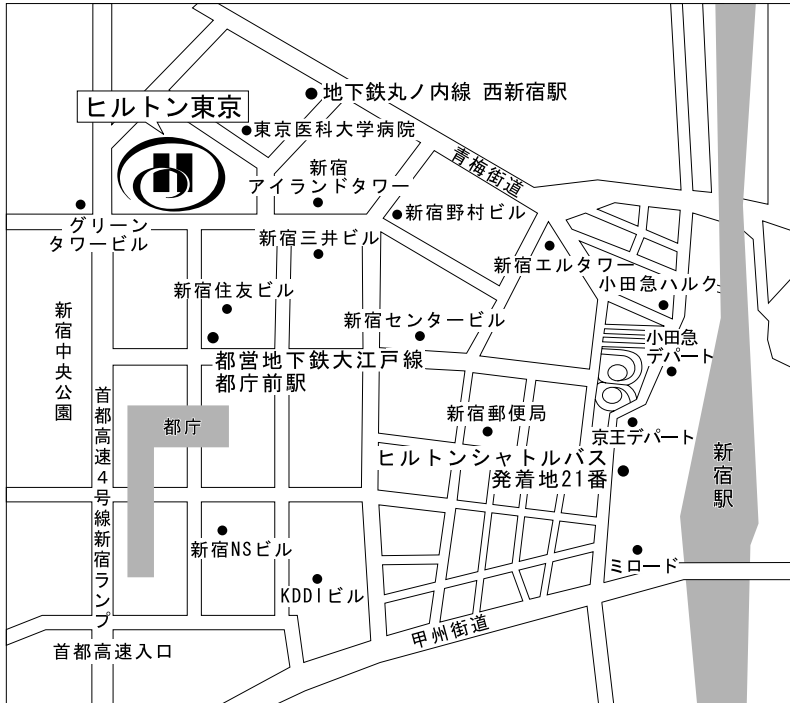 地下鉄丸ノ内線 西新宿駅
ヒルトン東京
東京医科大学病院
青梅街道
新宿
アイランドタワー
新宿野村ビル
グリーン
タワービル
新宿三井ビル
新宿エルタワー
小田急ハルク
新宿住友ビル
新宿中央公園
新宿センタービル
小田急
デパート
都営地下鉄大江戸線
都庁前駅
首都高速4号線新宿ランプ
都庁
新宿郵便局
京王デパート
ヒルトンシャトルバス
発着地21番
新宿駅
新宿NSビル
ミロード
KDDIビル
甲州街道
首都高速入口